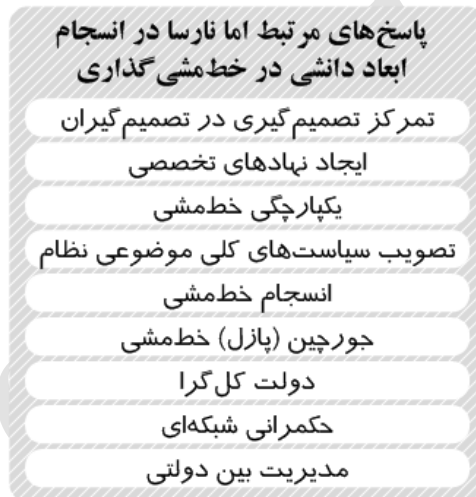 پاسخ‌های مرتبط اما نارسا در انسجام
ابعاد دانشی در خط‌مشی‌گذاری
تمرکز تصمیم‌گیری در تصمیم‌گیران
ایجاد نهادهای تخصصی
یکپارچگی خط‌مشی
تصویب سیاست‌های کلی موضوعی نظام
انسجام خط‌مشی
جورچین (پازل) خط‌مشی
دولت کل‌گرا
حکمرانی شبکه‌ای
مدیریت بین دولتی